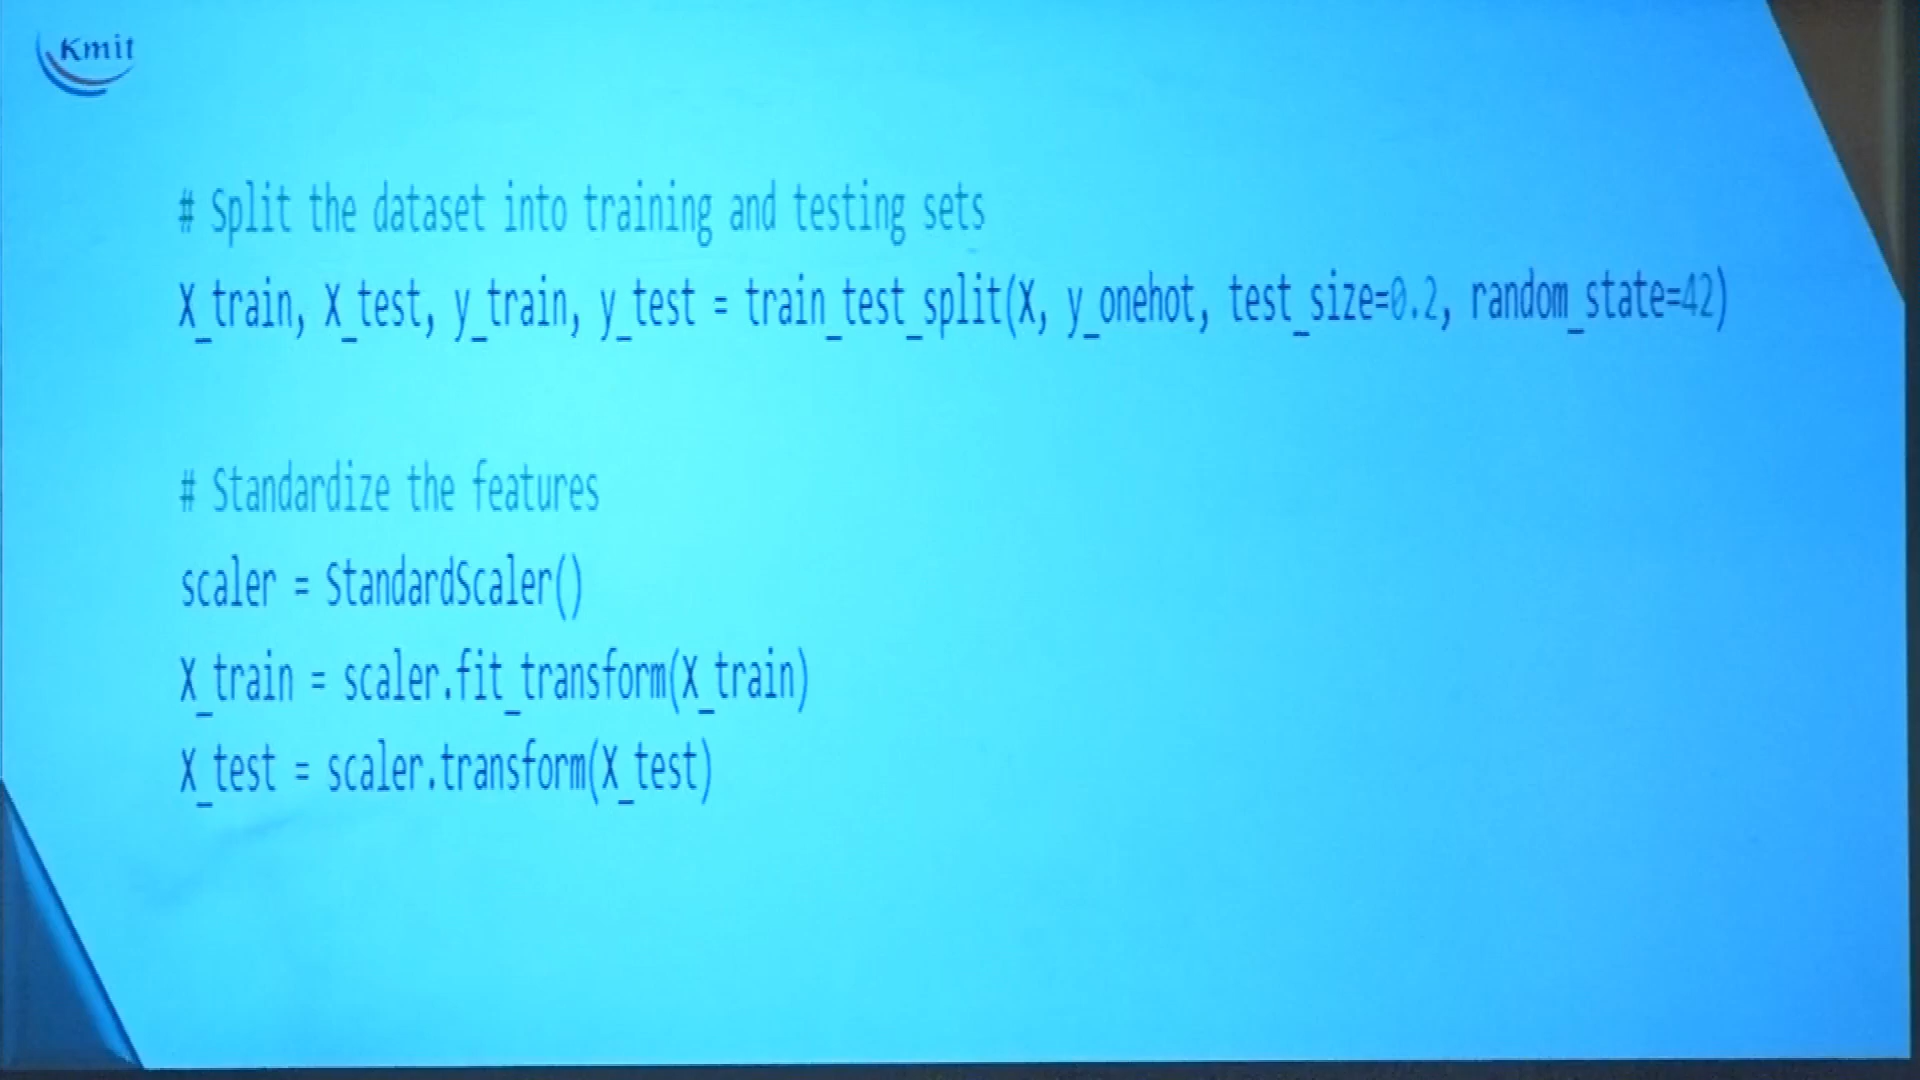 Kmit
# Split the dataset into training and testing sets
X_train, X_test, y_train, y_test = train_test_split(X, y_onehot, test_size=0.2, random_state=42)
# Standardize the features
scaler = StandardScaler()
X_train = scaler.fit_transform(X_train)
X_test = scaler.transform(X_test)